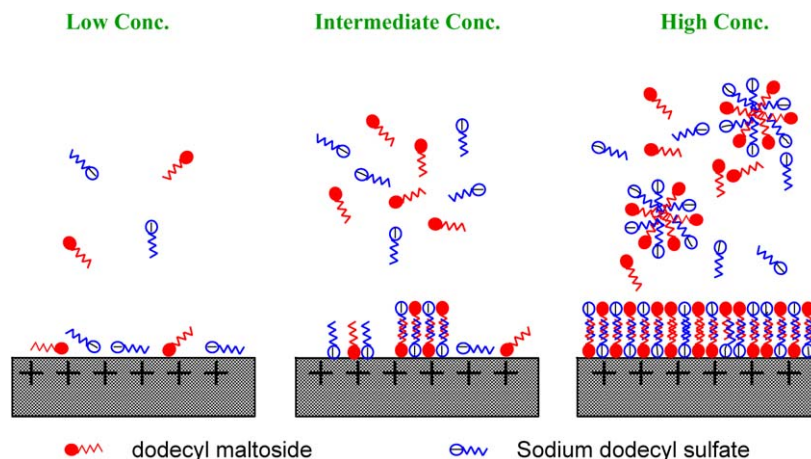 Low Conc.
Intermediate Conc.
High Conc.
dodecyl maltoside
Sodium dodecyl sulfate